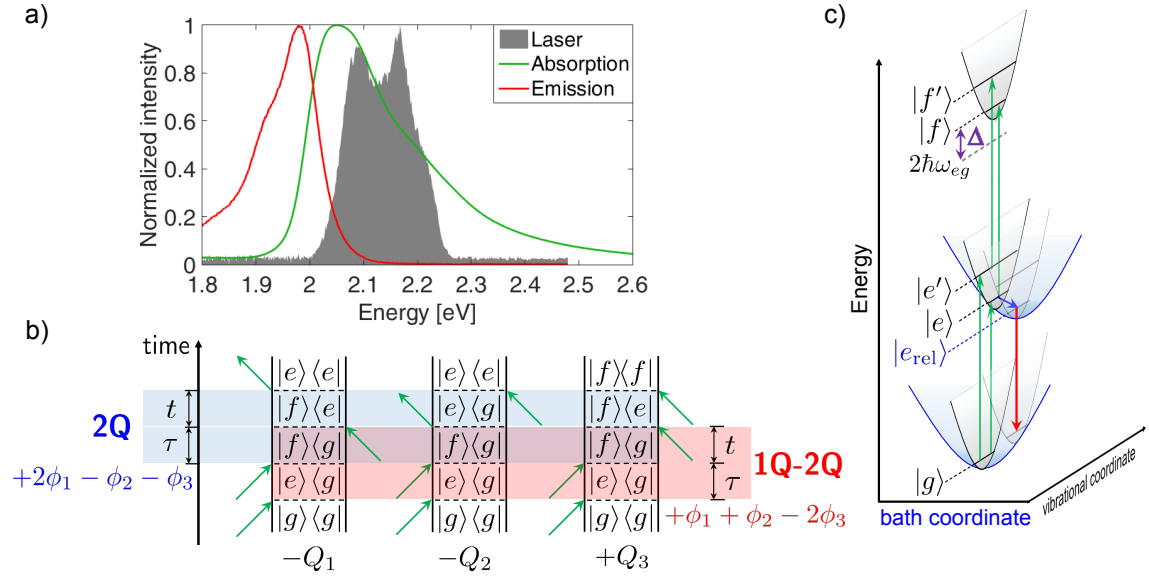 a)
Normalized intensity
1
0.8
0.6
0.4
0.2
0
1.8 1.9 2 2.1 2.2 2.3 2.4 2.5 2.6
Energy [eV]
Laser
Absorption
Emission
b)
time
2Q
t
τ
+2ϕ₁ − ϕ₂ − ϕ₃
|e⟩⟨e|
|f⟩⟨e|
|f⟩⟨g|
|e⟩⟨g|
|g⟩⟨g|
−Q₁
|e⟩⟨e|
|e⟩⟨g|
|f⟩⟨g|
|e⟩⟨g|
|g⟩⟨g|
−Q₂
|f⟩⟨f|
|f⟩⟨e|
|f⟩⟨g|
|e⟩⟨g|
|g⟩⟨g|
+Q₃
t
τ
1Q-2Q
+ϕ₁ + ϕ₂ − 2ϕ₃
c)
Energy
|f′⟩
|f⟩
Δ
2ℏω_eg
|e′⟩
|e⟩
|e_rel⟩
|g⟩
bath coordinate
vibrational coordinate